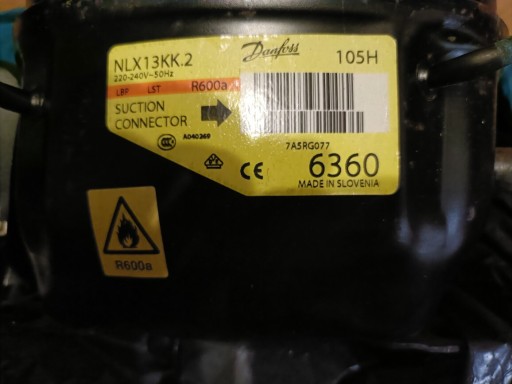 NLX13KK.2 Danfoss 105H
220-240V~50Hz
LBP LST R600a
SUCTION
CONNECTOR
A040369
7A5RG077
CE 6360
MADE IN SLOVENIA
R600a